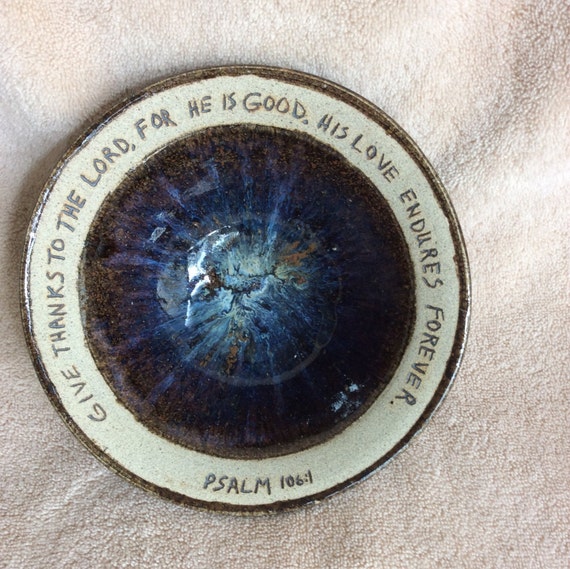 GIVE THANKS TO THE LORD, FOR HE IS GOOD. HIS LOVE ENDURES FOREVER.
PSALM 106:1